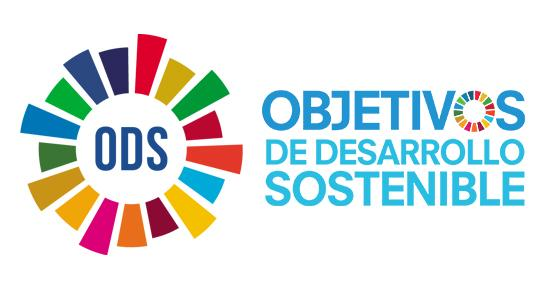 ODS
OBJETIVOS
DE DESARROLLO
SOSTENIBLE